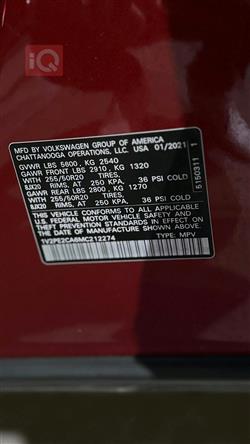 iQ
MFD BY VOLKSWAGEN GROUP OF AMERICA
CHATTANOOGA OPERATIONS, LLC. USA 01/2021
GVWR LBS 5600, KG 2540
GAWR FRONT LBS 2910, KG 1320
TIRES 255/50R20
RIMS 8JX20 AT 250 KPA, 36 PSI COLD
GAWR REAR LBS 2800, KG 1270
TIRES 255/50R20
RIMS 8JX20 AT 250 KPA, 36 PSI COLD
THIS VEHICLE CONFORMS TO ALL APPLICABLE
U.S. FEDERAL MOTOR VEHICLE SAFETY AND
THEFT PREVENTION STANDARDS IN EFFECT ON
THE DATE OF MANUFACTURE SHOWN ABOVE.
1V2PE2CA6MC212274 TYPE: MPV
5150311 1